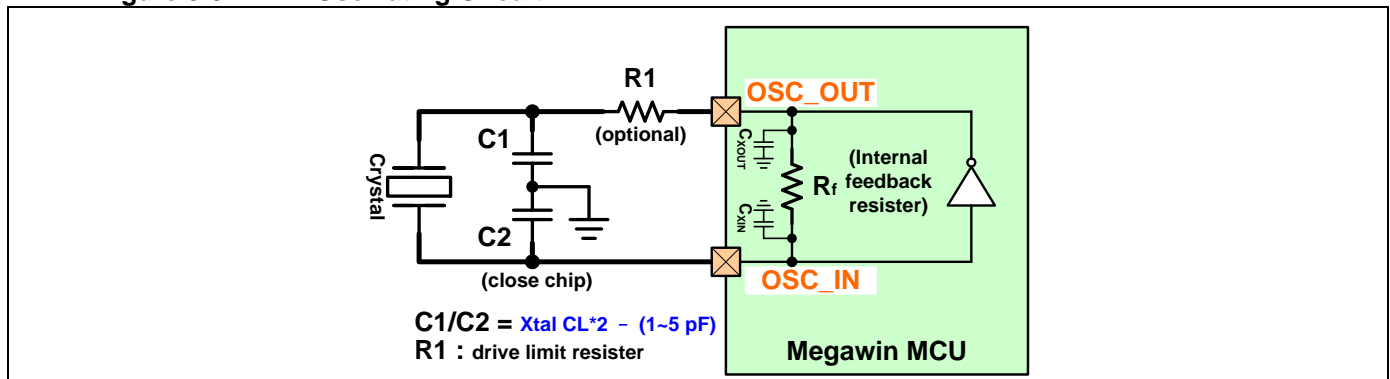 R1
(optional)
OSC_OUT
C1
CXOUT
Crystal
Rf
(Internal
feedback
resister)
CXIN
C2
(close chip)
OSC_IN
C1/C2 = Xtal CL*2 – (1~5 pF)
R1 : drive limit resister
Megawin MCU